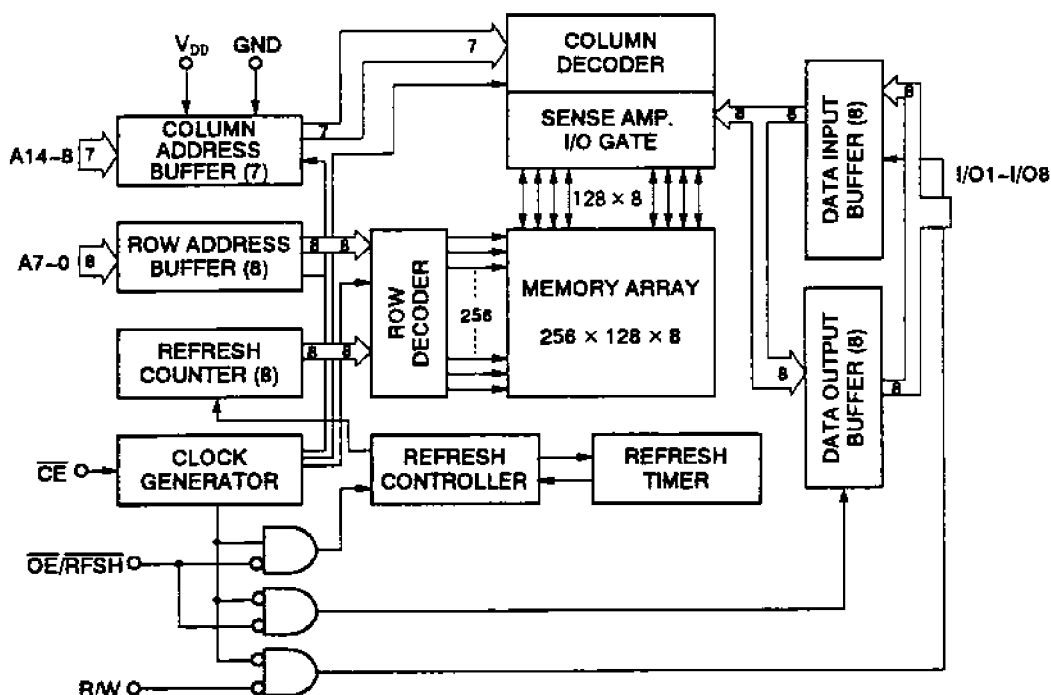 V_DD GND
COLUMN
DECODER
7
SENSE AMP.
I/O GATE
A14~8
7
COLUMN
ADDRESS
BUFFER (7)
7
8
8
DATA INPUT
BUFFER (8)
8
I/O1~I/O8
128 × 8
A7~0
8
ROW ADDRESS
BUFFER (8)
8
8
ROW
DECODER
256
MEMORY ARRAY
256 × 128 × 8
REFRESH
COUNTER (8)
8
8
8
DATA OUTPUT
BUFFER (8)
8
C̅E̅
CLOCK
GENERATOR
REFRESH
CONTROLLER
REFRESH
TIMER
O̅E̅/R̅F̅S̅H̅
R/W